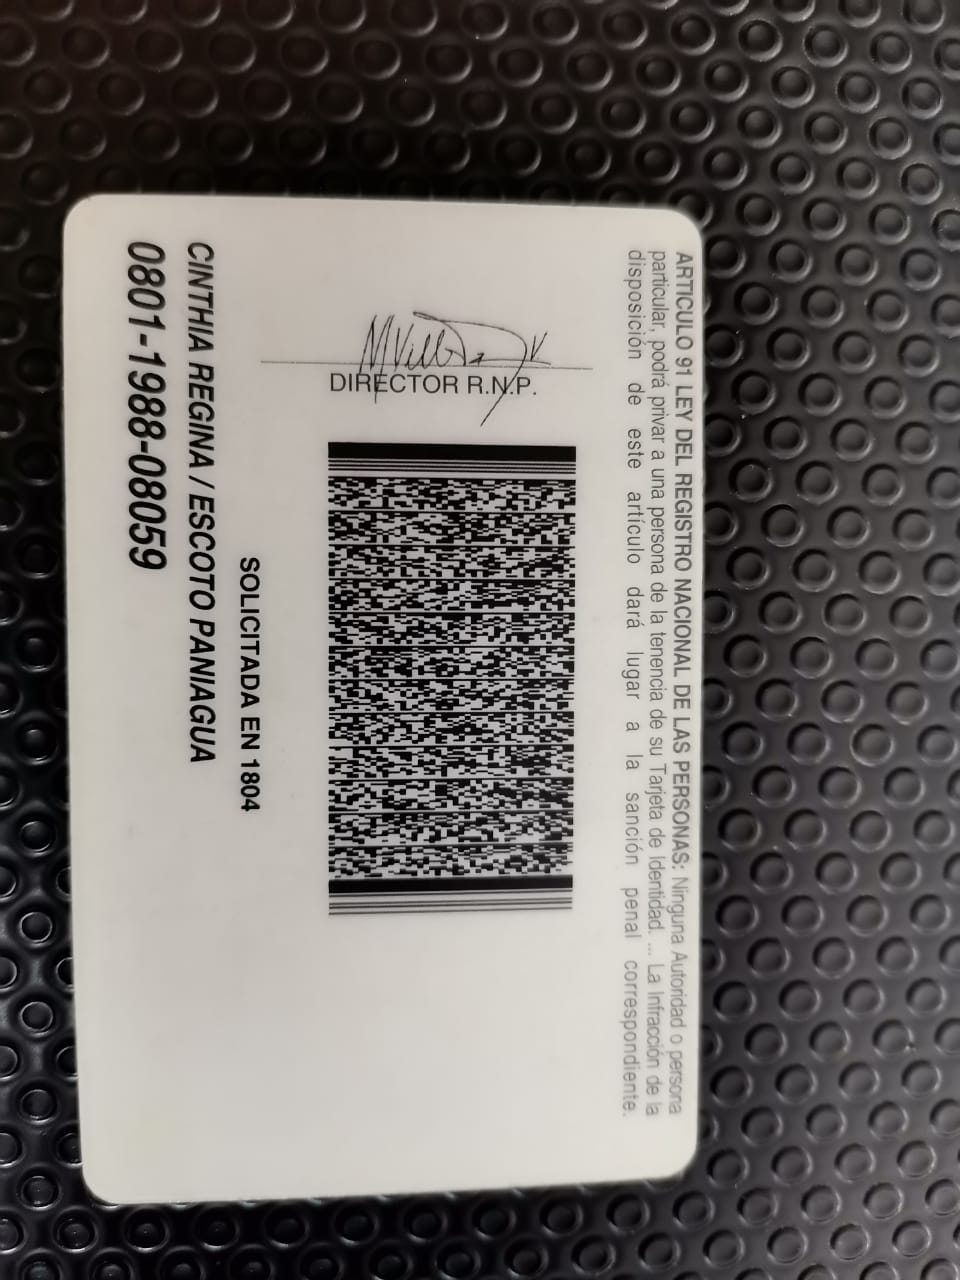 ARTICULO 91 LEY DEL REGISTRO NACIONAL DE LAS PERSONAS: Ninguna Autoridad o persona
particular, podrá privar a una persona de la tenencia de su Tarjeta de Identidad. ... La Infracción de la
disposición de este artículo dará lugar a la sanción penal correspondiente.
DIRECTOR R.N.P.
SOLICITADA EN 1804
CINTHIA REGINA / ESCOTO PANIAGUA
0801-1988-08059